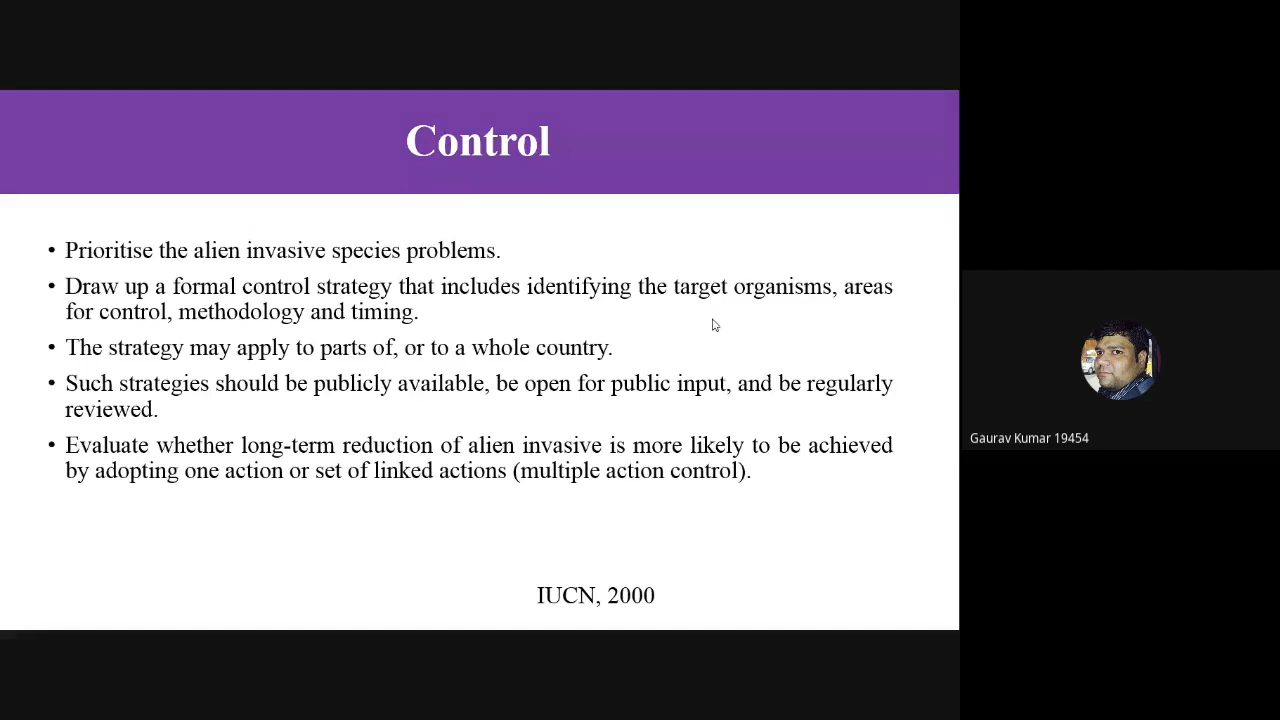 Control
• Prioritise the alien invasive species problems.
• Draw up a formal control strategy that includes identifying the target organisms, areas
for control, methodology and timing.
• The strategy may apply to parts of, or to a whole country.
• Such strategies should be publicly available, be open for public input, and be regularly
reviewed.
• Evaluate whether long-term reduction of alien invasive is more likely to be achieved
by adopting one action or set of linked actions (multiple action control).
IUCN, 2000
Gaurav Kumar 19454